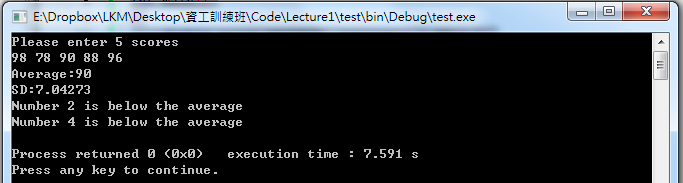 E:\Dropbox\LKM\Desktop\資工訓練班\Code\Lecture1\test\bin\Debug\test.exe
Please enter 5 scores
98 78 90 88 96
Average:90
SD:7.04273
Number 2 is below the average
Number 4 is below the average
Process returned 0 (0x0)   execution time : 7.591 s
Press any key to continue.